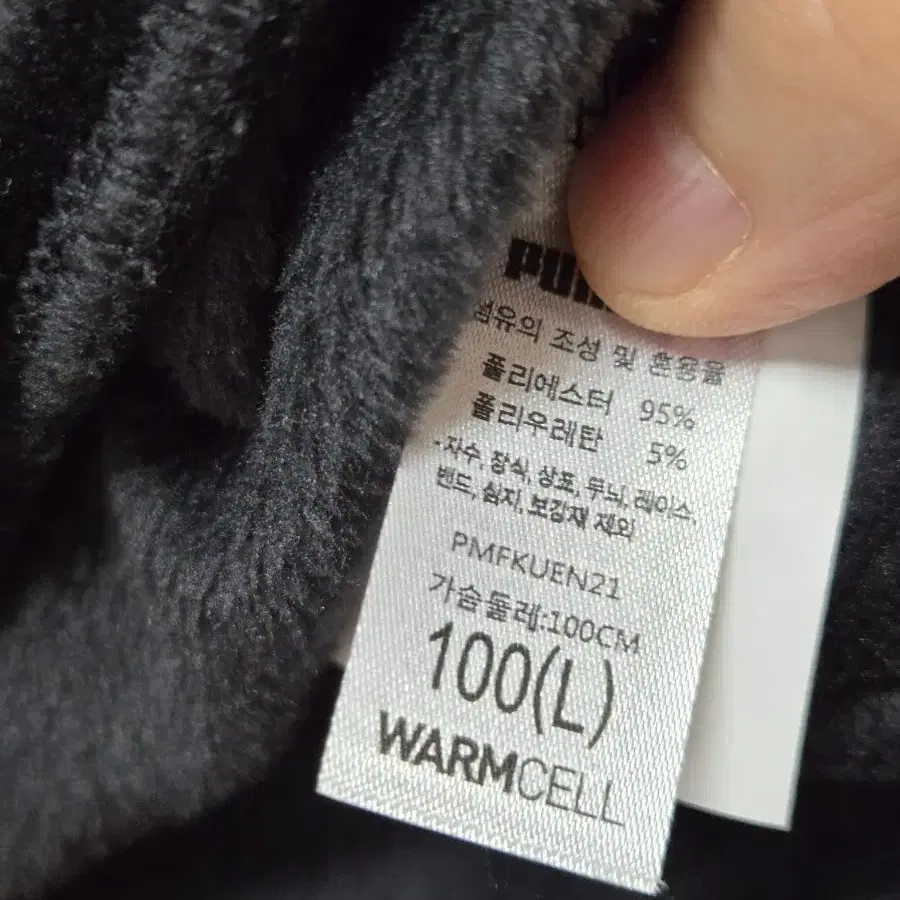 섬유의 조성 및 혼용율
폴리에스터 95%
폴리우레탄 5%
-자수, 장식, 상표, 무늬, 레이스,
밴드, 심지, 보강재 제외
PMFKUEN21
가슴둘레:100CM
100(L)
WARMCELL